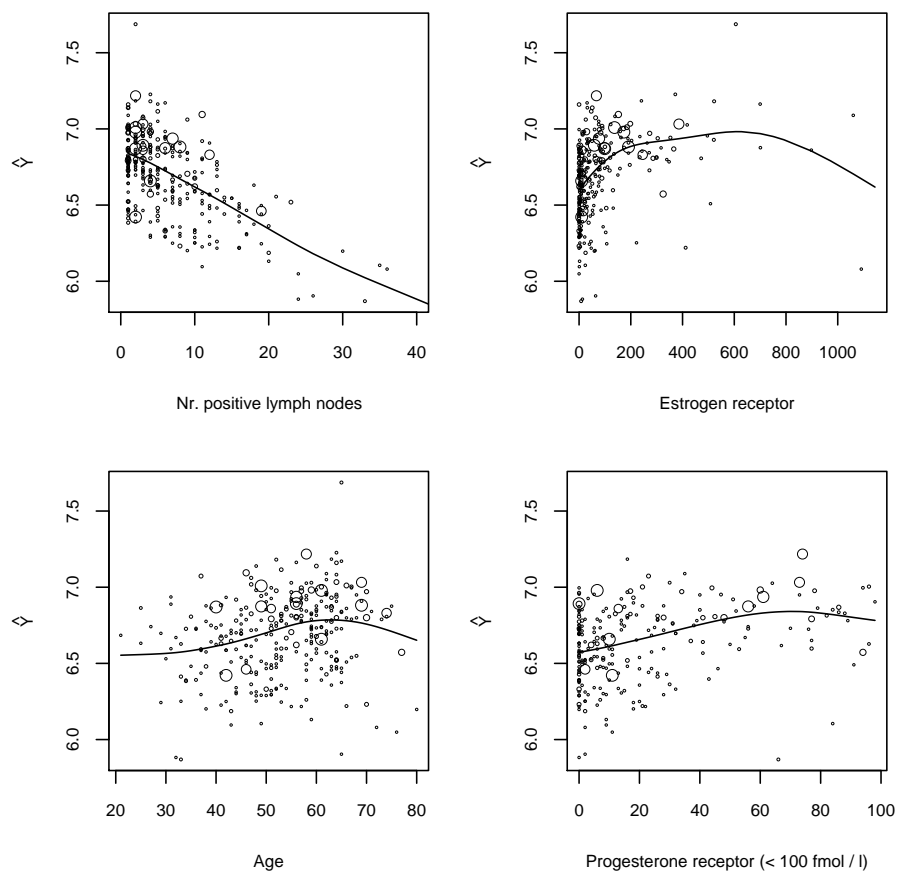 7.5
7.0
6.5
6.0
Ŷ
0 10 20 30 40
Nr. positive lymph nodes
7.5
7.0
6.5
6.0
Ŷ
0 200 400 600 800 1000
Estrogen receptor
7.5
7.0
6.5
6.0
Ŷ
20 30 40 50 60 70 80
Age
7.5
7.0
6.5
6.0
Ŷ
0 20 40 60 80 100
Progesterone receptor (< 100 fmol / l)